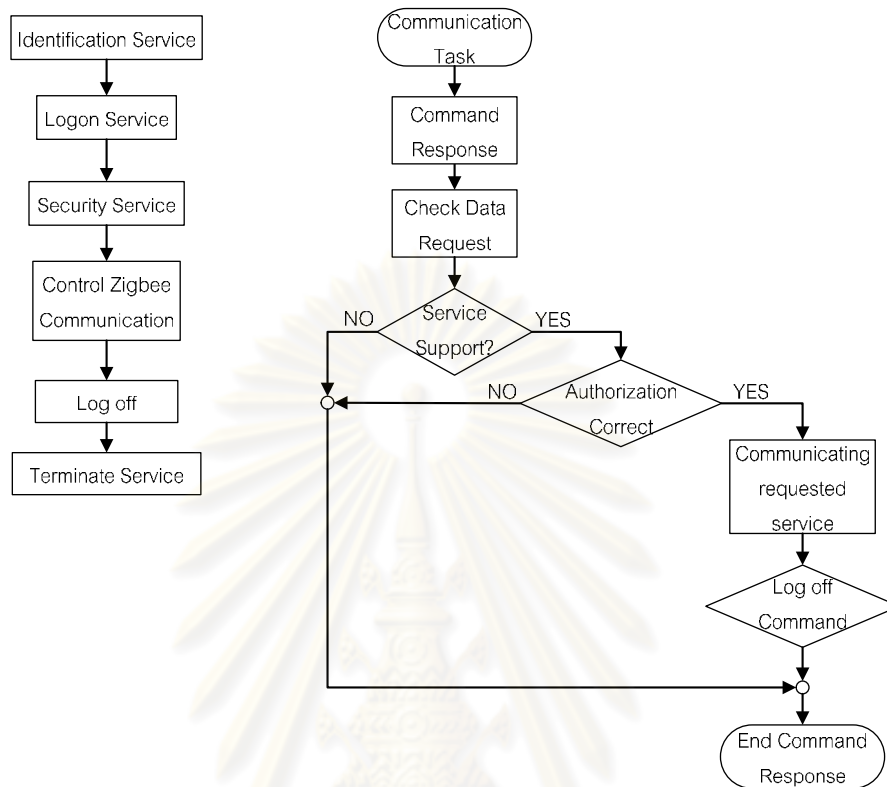 Identification Service
Logon Service
Security Service
Control Zigbee
Communication
Log off
Terminate Service
Communication
Task
Command
Response
Check Data
Request
Service
Support?
NO
YES
Authorization
Correct
NO
YES
Communicating
requested
service
Log off
Command
End Command
Response